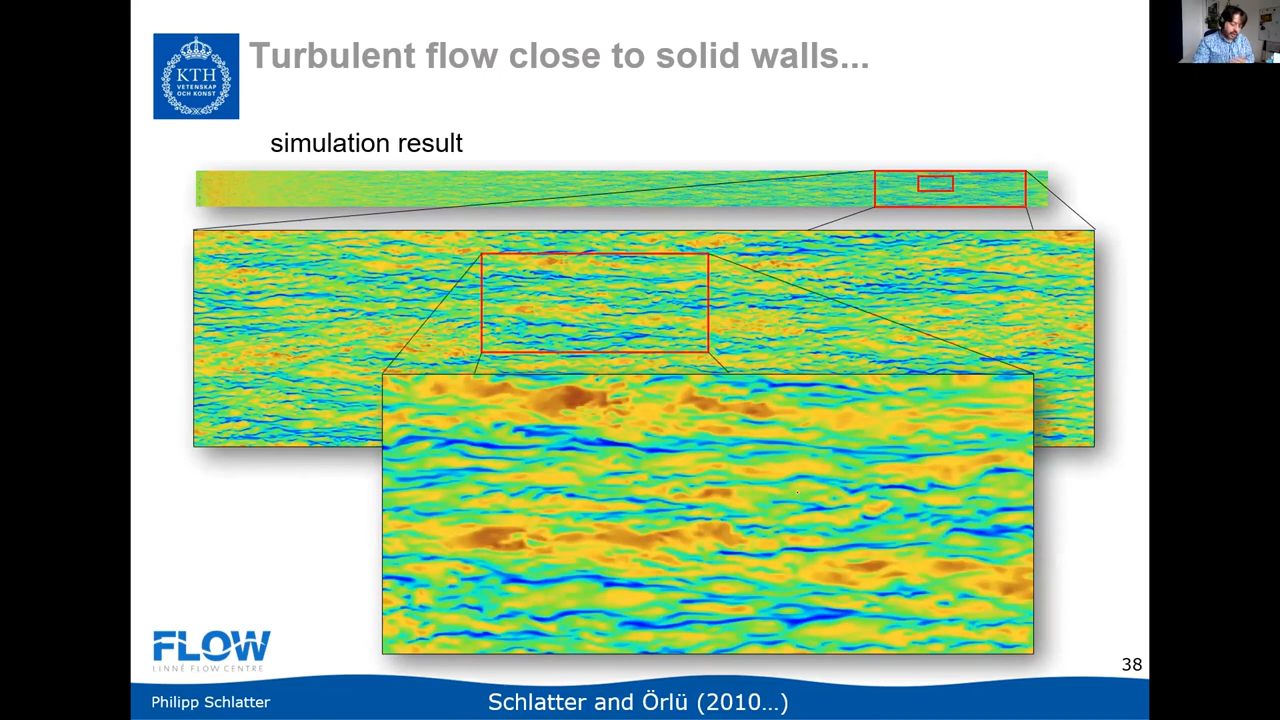 Turbulent flow close to solid walls...
KTH
VETENSKAP
OCH KONST
simulation result
FLOW
LINNÉ FLOW CENTRE
38
Philipp Schlatter
Schlatter and Örlü (2010...)